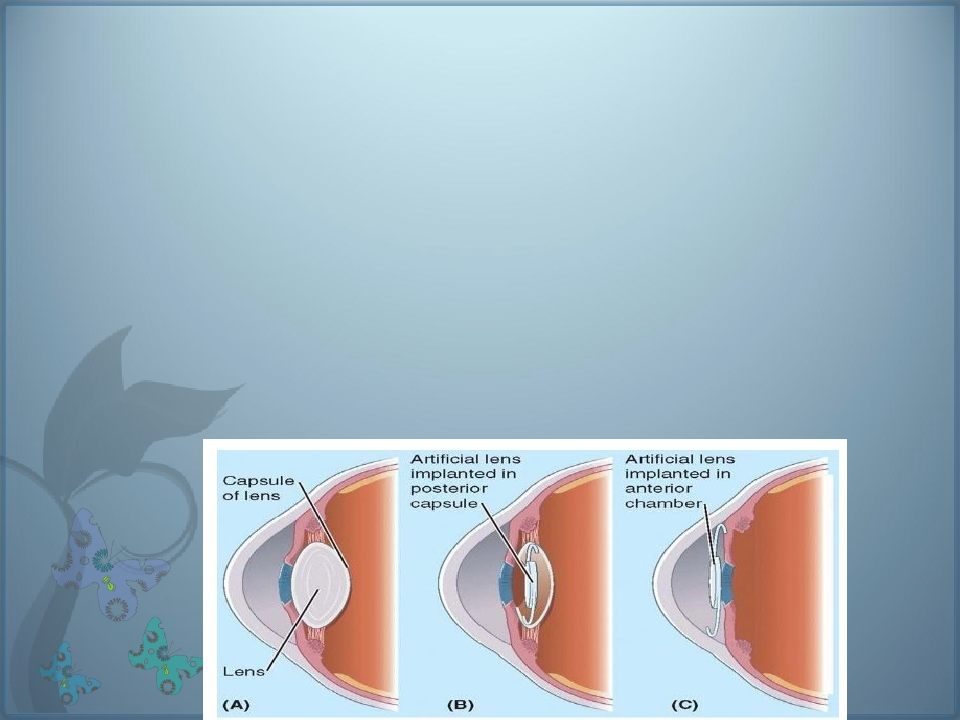 Capsule
of lens
Lens
(A)
Artificial lens
implanted in
posterior
capsule
(B)
Artificial lens
implanted in
anterior
chamber
(C)